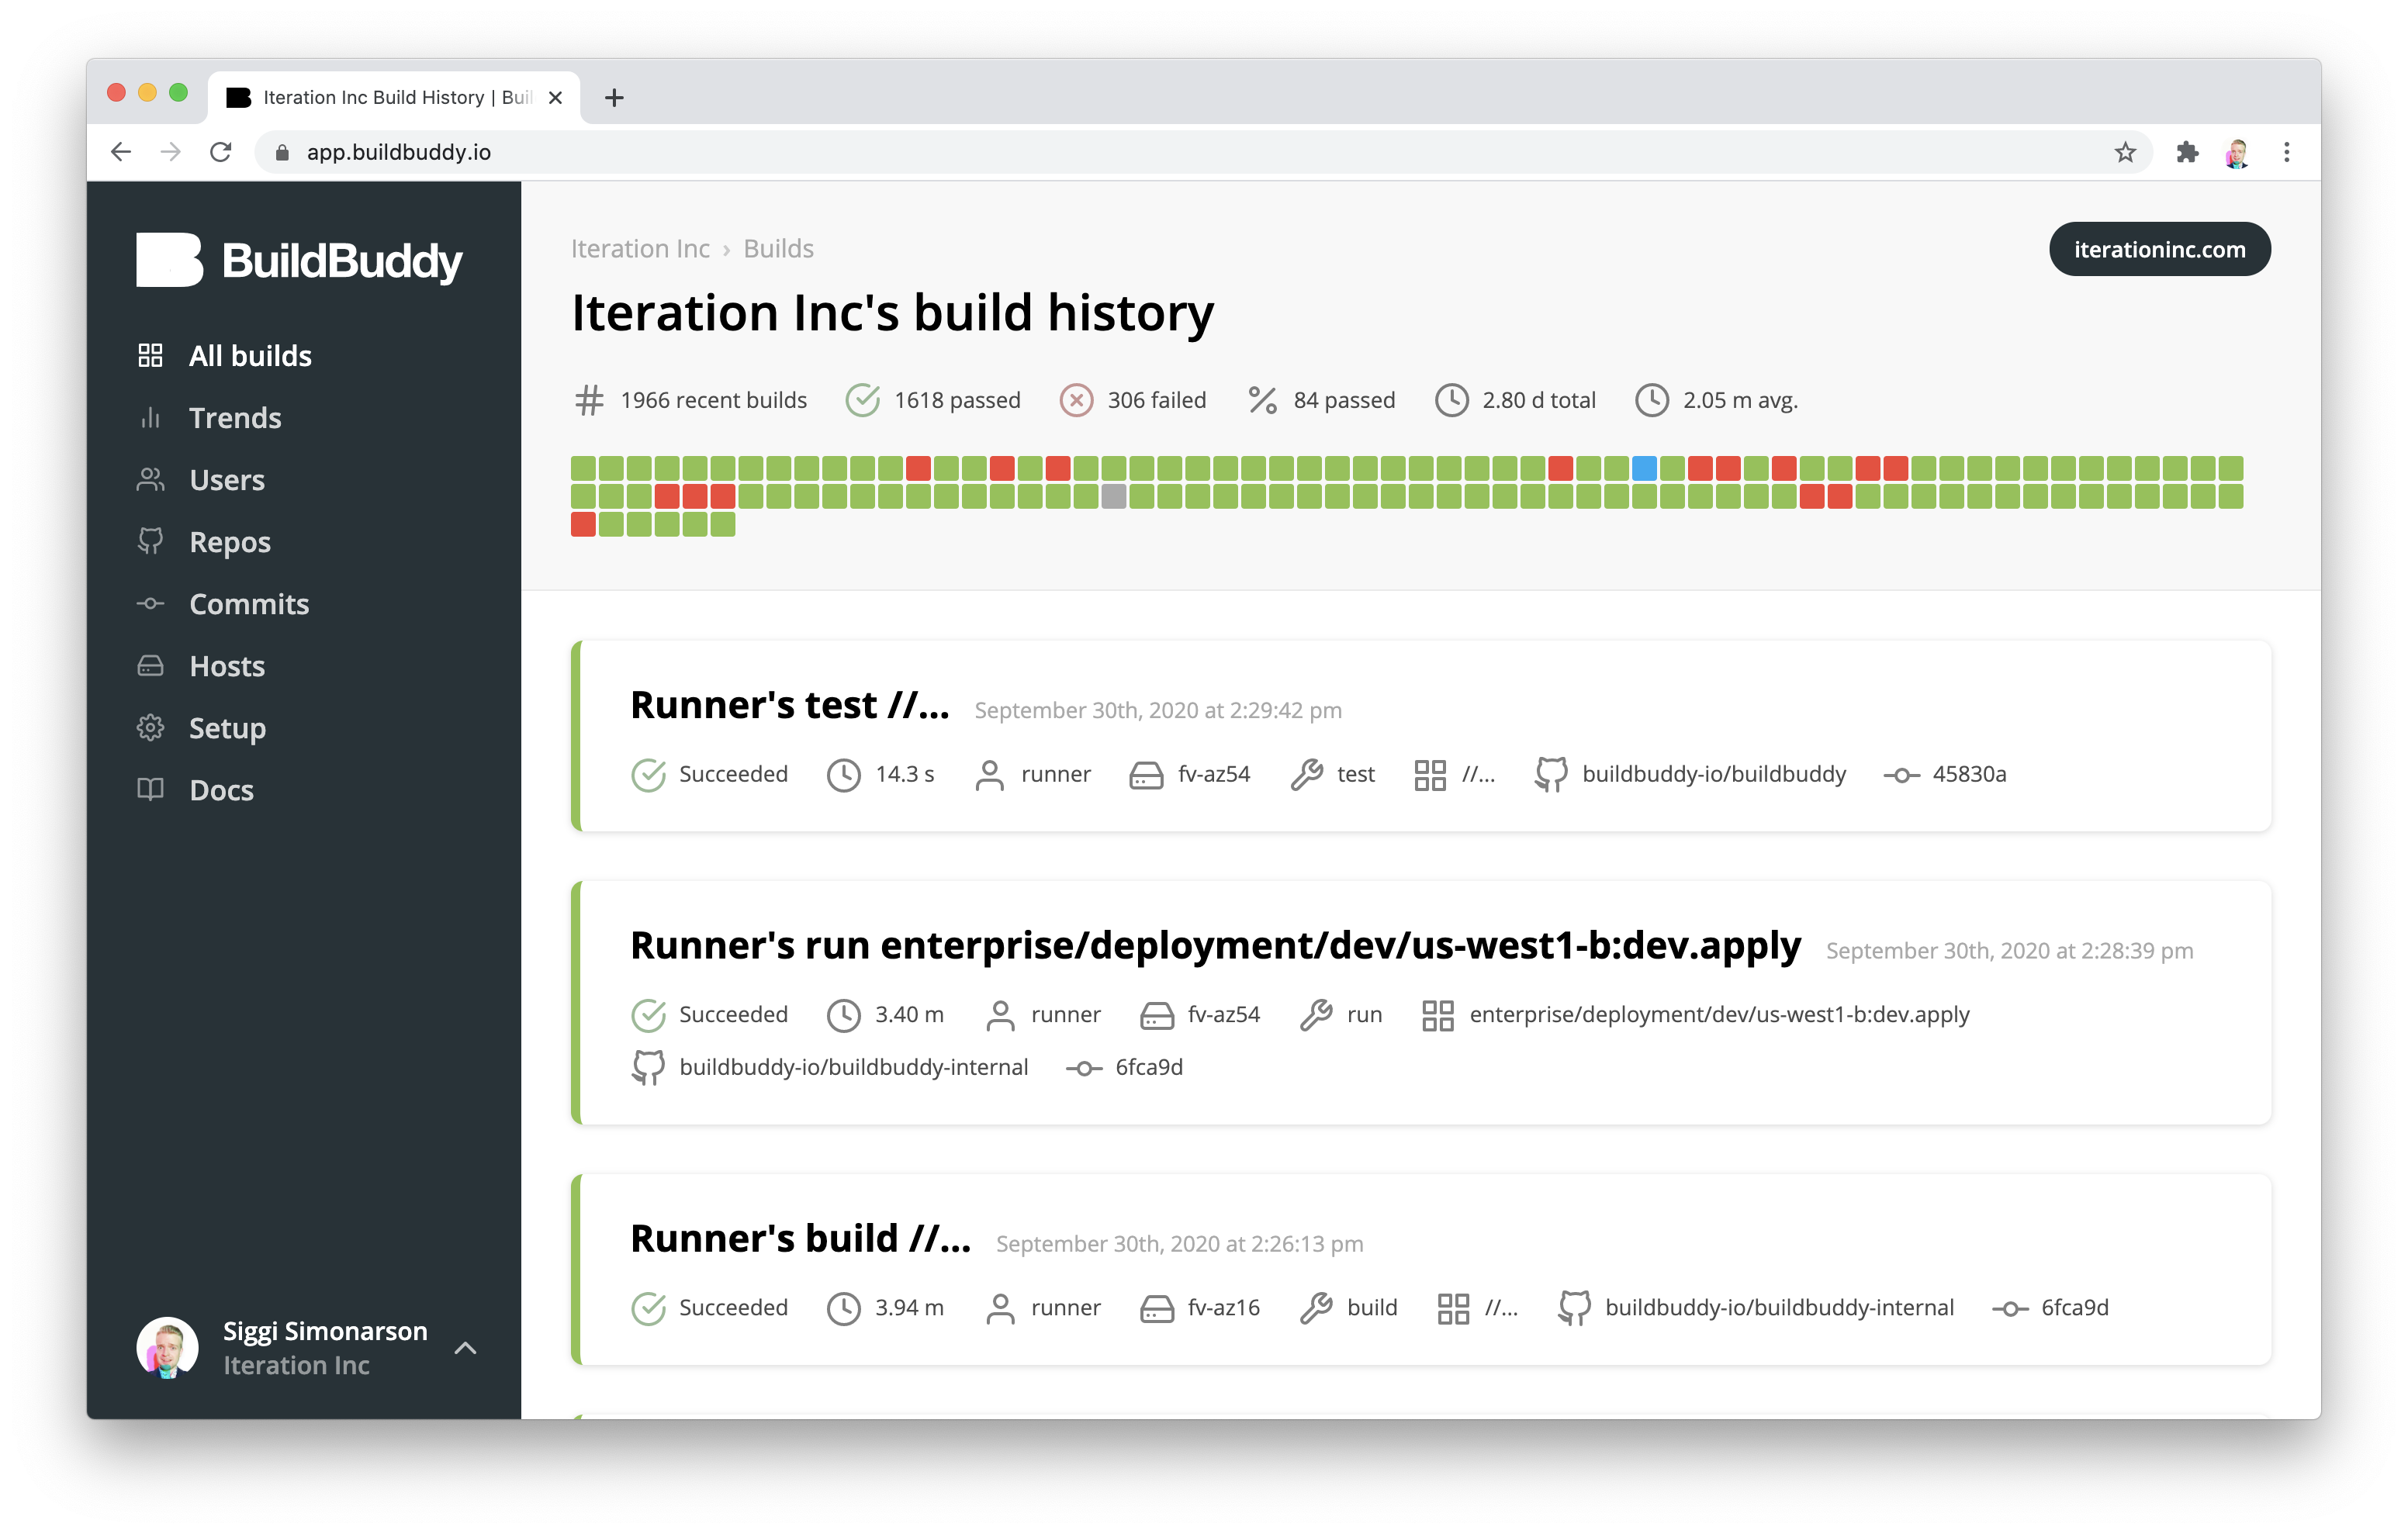 Iteration Inc Build History | Buil
app.buildbuddy.io
BuildBuddy
All builds
Trends
Users
Repos
Commits
Hosts
Setup
Docs
Siggi Simonarson
Iteration Inc
Iteration Inc › Builds
iterationinc.com
Iteration Inc's build history
1966 recent builds 1618 passed 306 failed 84 passed 2.80 d total 2.05 m avg.
Runner's test //... September 30th, 2020 at 2:29:42 pm
Succeeded 14.3 s runner fv-az54 test //... buildbuddy-io/buildbuddy 45830a
Runner's run enterprise/deployment/dev/us-west1-b:dev.apply September 30th, 2020 at 2:28:39 pm
Succeeded 3.40 m runner fv-az54 run enterprise/deployment/dev/us-west1-b:dev.apply
buildbuddy-io/buildbuddy-internal 6fca9d
Runner's build //... September 30th, 2020 at 2:26:13 pm
Succeeded 3.94 m runner fv-az16 build //... buildbuddy-io/buildbuddy-internal 6fca9d